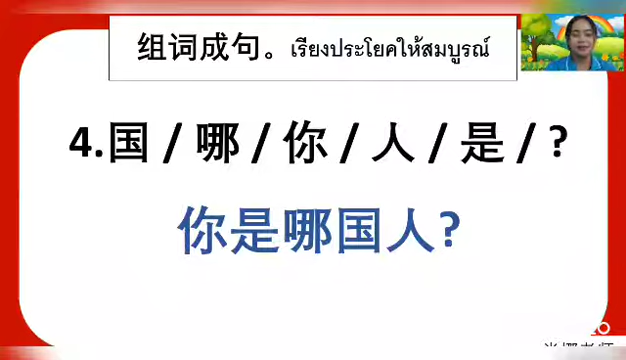 组词成句。เรียงประโยคให้สมบูรณ์
4.国 / 哪 / 你 / 人 / 是 / ?
你是哪国人?